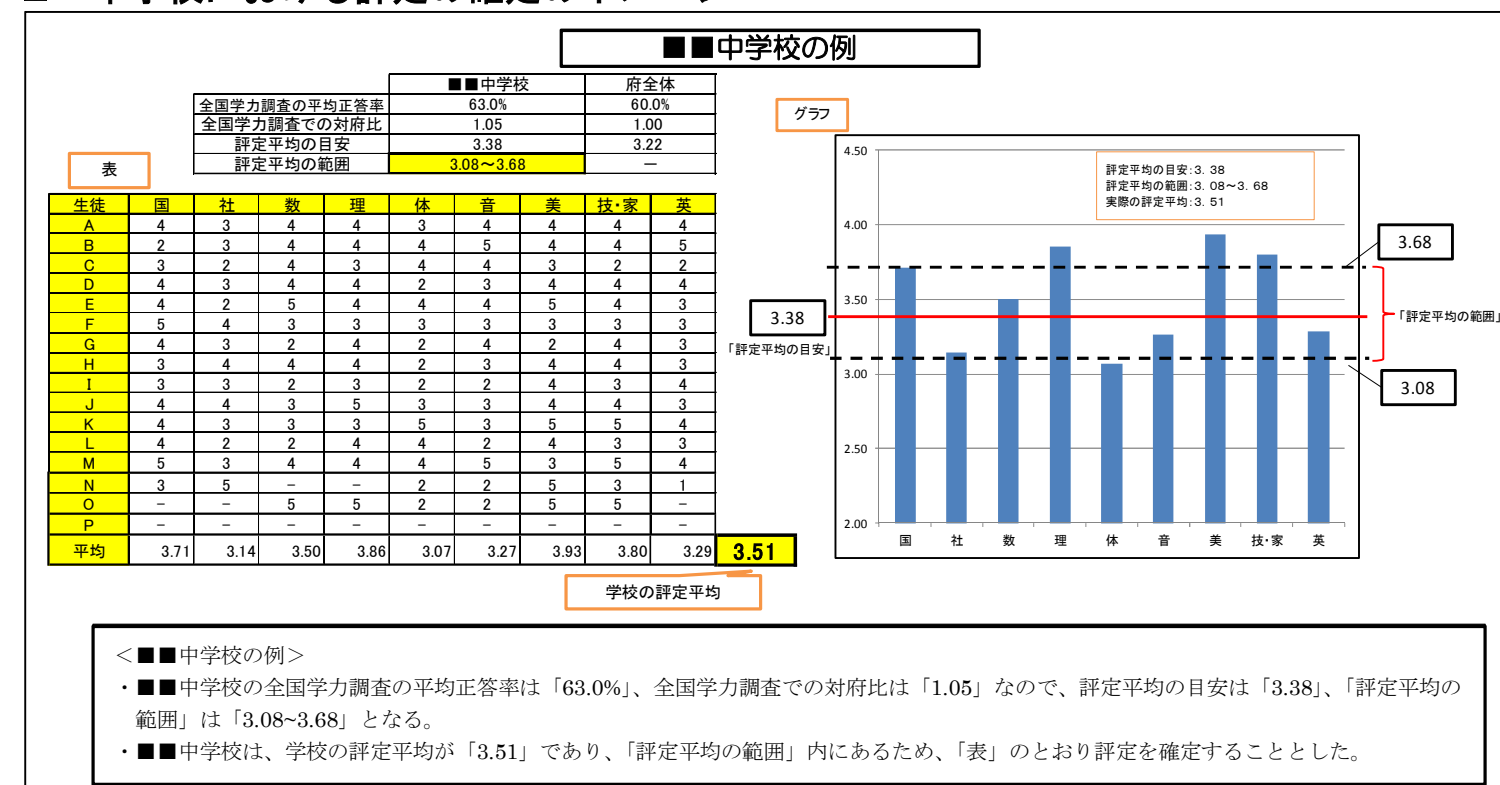 ■■中学校の例
■■中学校 府全体
全国学力調査の平均正答率 63.0% 60.0%
全国学力調査での対府比 1.05 1.00
評定平均の目安 3.38 3.22
評定平均の範囲 3.08～3.68 －
表
生徒 国 社 数 理 体 音 美 技・家 英
A 4 3 4 4 3 4 4 4 4
B 2 3 4 4 4 5 4 4 5
C 3 2 4 3 4 4 3 2 2
D 4 3 4 4 2 3 4 4 4
E 4 2 5 4 4 4 5 4 3
F 5 4 3 3 3 3 3 3 3
G 4 3 2 4 2 4 2 4 3
H 3 4 4 4 2 3 4 4 3
I 3 3 2 3 2 2 4 3 4
J 4 4 3 5 3 3 4 4 3
K 4 3 3 3 5 3 5 5 4
L 4 2 2 4 4 2 4 3 3
M 5 3 4 4 4 5 3 5 4
N 3 5 － － 2 2 5 3 1
O － － 5 5 2 2 5 5 －
P － － － － － － － － －
平均 3.71 3.14 3.50 3.86 3.07 3.27 3.93 3.80 3.29 3.51
学校の評定平均
グラフ
評定平均の目安：3．38
評定平均の範囲：3．08～3．68
実際の評定平均：3．51
4.50
4.00
3.50
3.00
2.50
2.00
国 社 数 理 体 音 美 技・家 英
3.68
3.38
「評定平均の目安」
「評定平均の範囲」
3.08
＜■■中学校の例＞
・■■中学校の全国学力調査の平均正答率は「63.0%」、全国学力調査での対府比は「1.05」なので、評定平均の目安は「3.38」、「評定平均の
範囲」は「3.08~3.68」となる。
・■■中学校は、学校の評定平均が「3.51」であり、「評定平均の範囲」内にあるため、「表」のとおり評定を確定することとした。